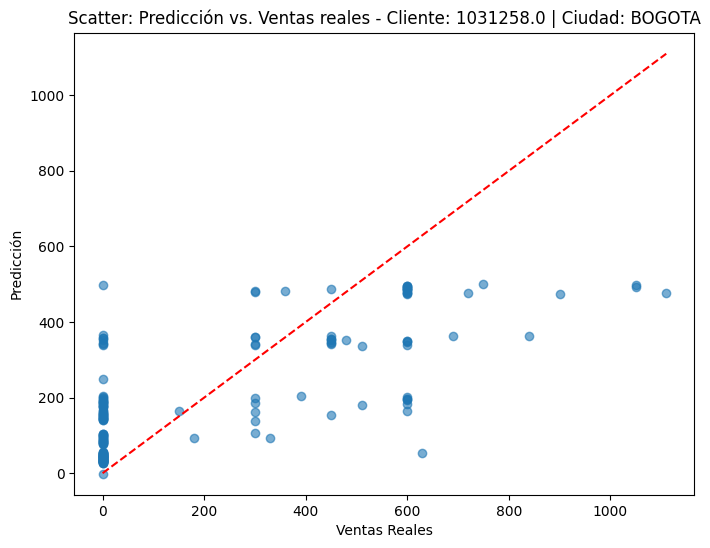 Scatter: Predicción vs. Ventas reales - Cliente: 1031258.0 | Ciudad: BOGOTA
1000
800
600
400
200
0
Predicción
0 200 400 600 800 1000
Ventas Reales